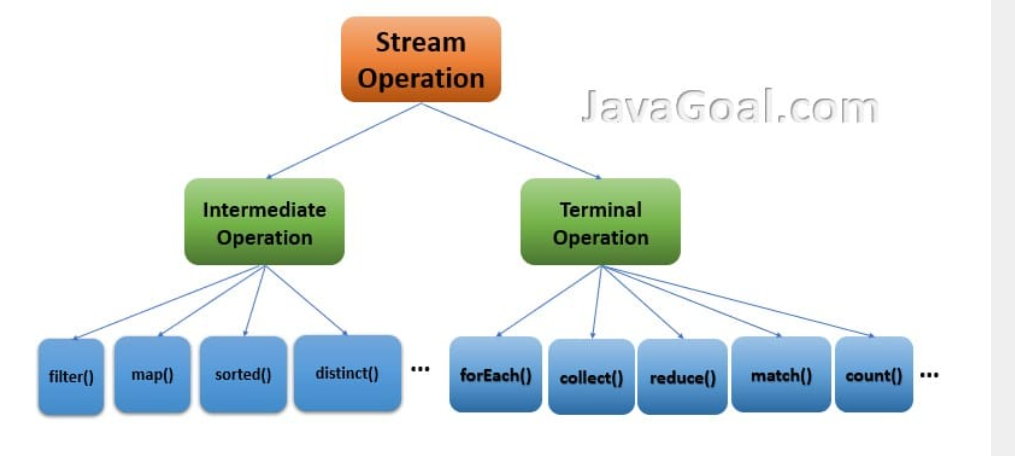 Stream
Operation
JavaGoal.com
Intermediate
Operation
Terminal
Operation
filter()
map()
sorted()
distinct()
...
forEach()
collect()
reduce()
match()
count()
...